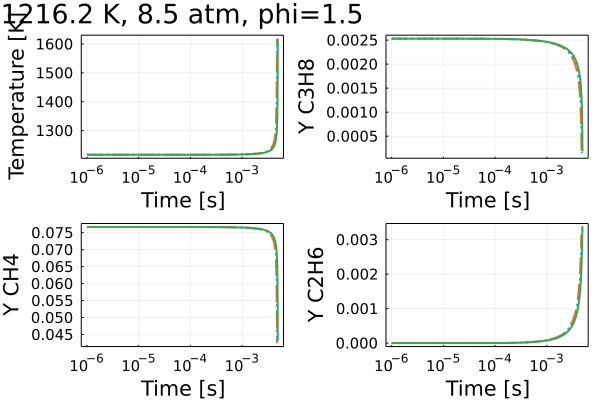 1216.2 K, 8.5 atm, phi=1.5
Temperature [K]
1600
1500
1400
1300
10⁻⁶ 10⁻⁵ 10⁻⁴ 10⁻³
Time [s]
Y C3H8
0.0025
0.0020
0.0015
0.0010
0.0005
10⁻⁶ 10⁻⁵ 10⁻⁴ 10⁻³
Time [s]
Y CH4
0.075
0.070
0.065
0.060
0.055
0.050
0.045
10⁻⁶ 10⁻⁵ 10⁻⁴ 10⁻³
Time [s]
Y C2H6
0.003
0.002
0.001
0.000
10⁻⁶ 10⁻⁵ 10⁻⁴ 10⁻³
Time [s]